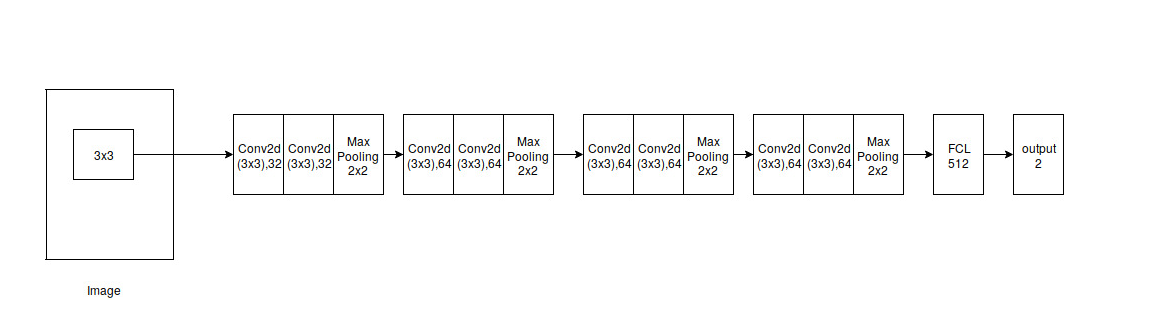 3x3
Image
Conv2d
(3x3),32
Conv2d
(3x3),32
Max
Pooling
2x2
Conv2d
(3x3),64
Conv2d
(3x3),64
Max
Pooling
2x2
Conv2d
(3x3),64
Conv2d
(3x3),64
Max
Pooling
2x2
Conv2d
(3x3),64
Conv2d
(3x3),64
Max
Pooling
2x2
FCL
512
output
2